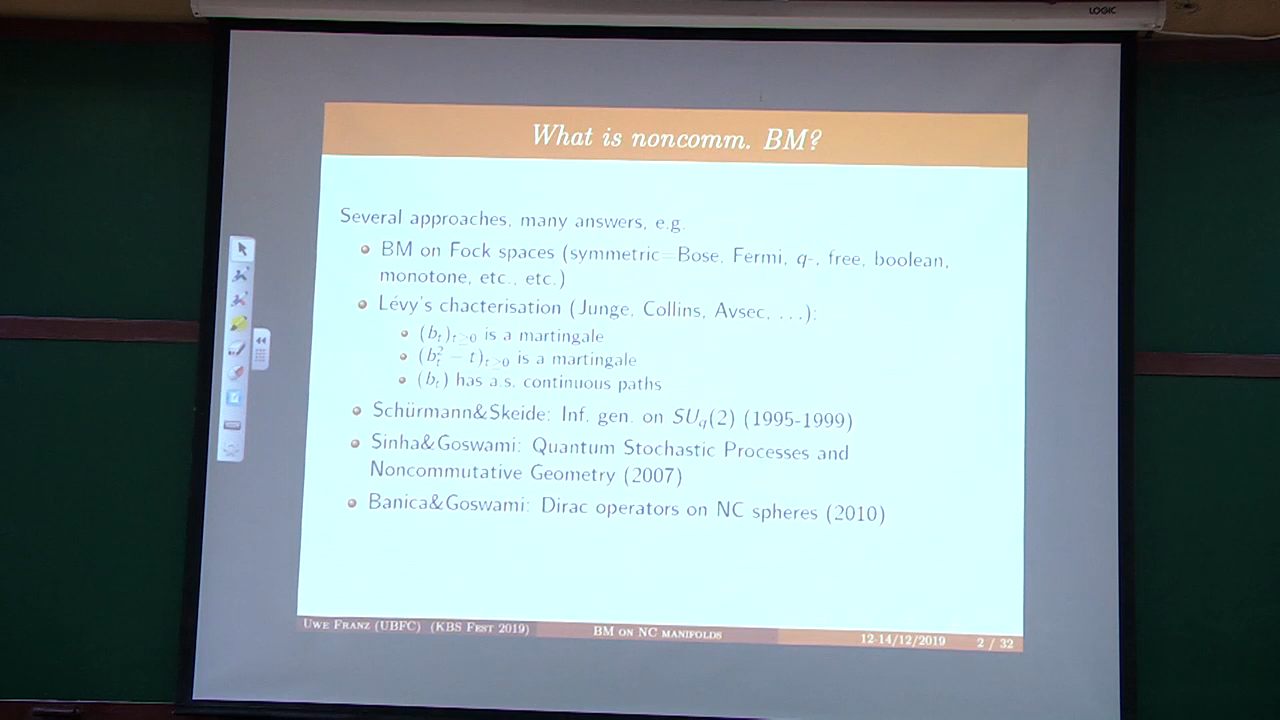 LOGIC
What is noncomm. BM?
Several approaches, many answers, e.g.
BM on Fock spaces (symmetric=Bose, Fermi, q-, free, boolean,
monotone, etc., etc.)
Lévy's chacterisation (Junge, Collins, Avsec, ...):
(b_t)_{t≥0} is a martingale
(b_t^2 − t)_{t≥0} is a martingale
(b_t) has a.s. continuous paths
Schürmann&Skeide: Inf. gen. on SU_q(2) (1995-1999)
Sinha&Goswami: Quantum Stochastic Processes and
Noncommutative Geometry (2007)
Banica&Goswami: Dirac operators on NC spheres (2010)
Uwe Franz (UBFC) (KBS Fest 2019) BM on NC manifolds 12-14/12/2019 2 / 32